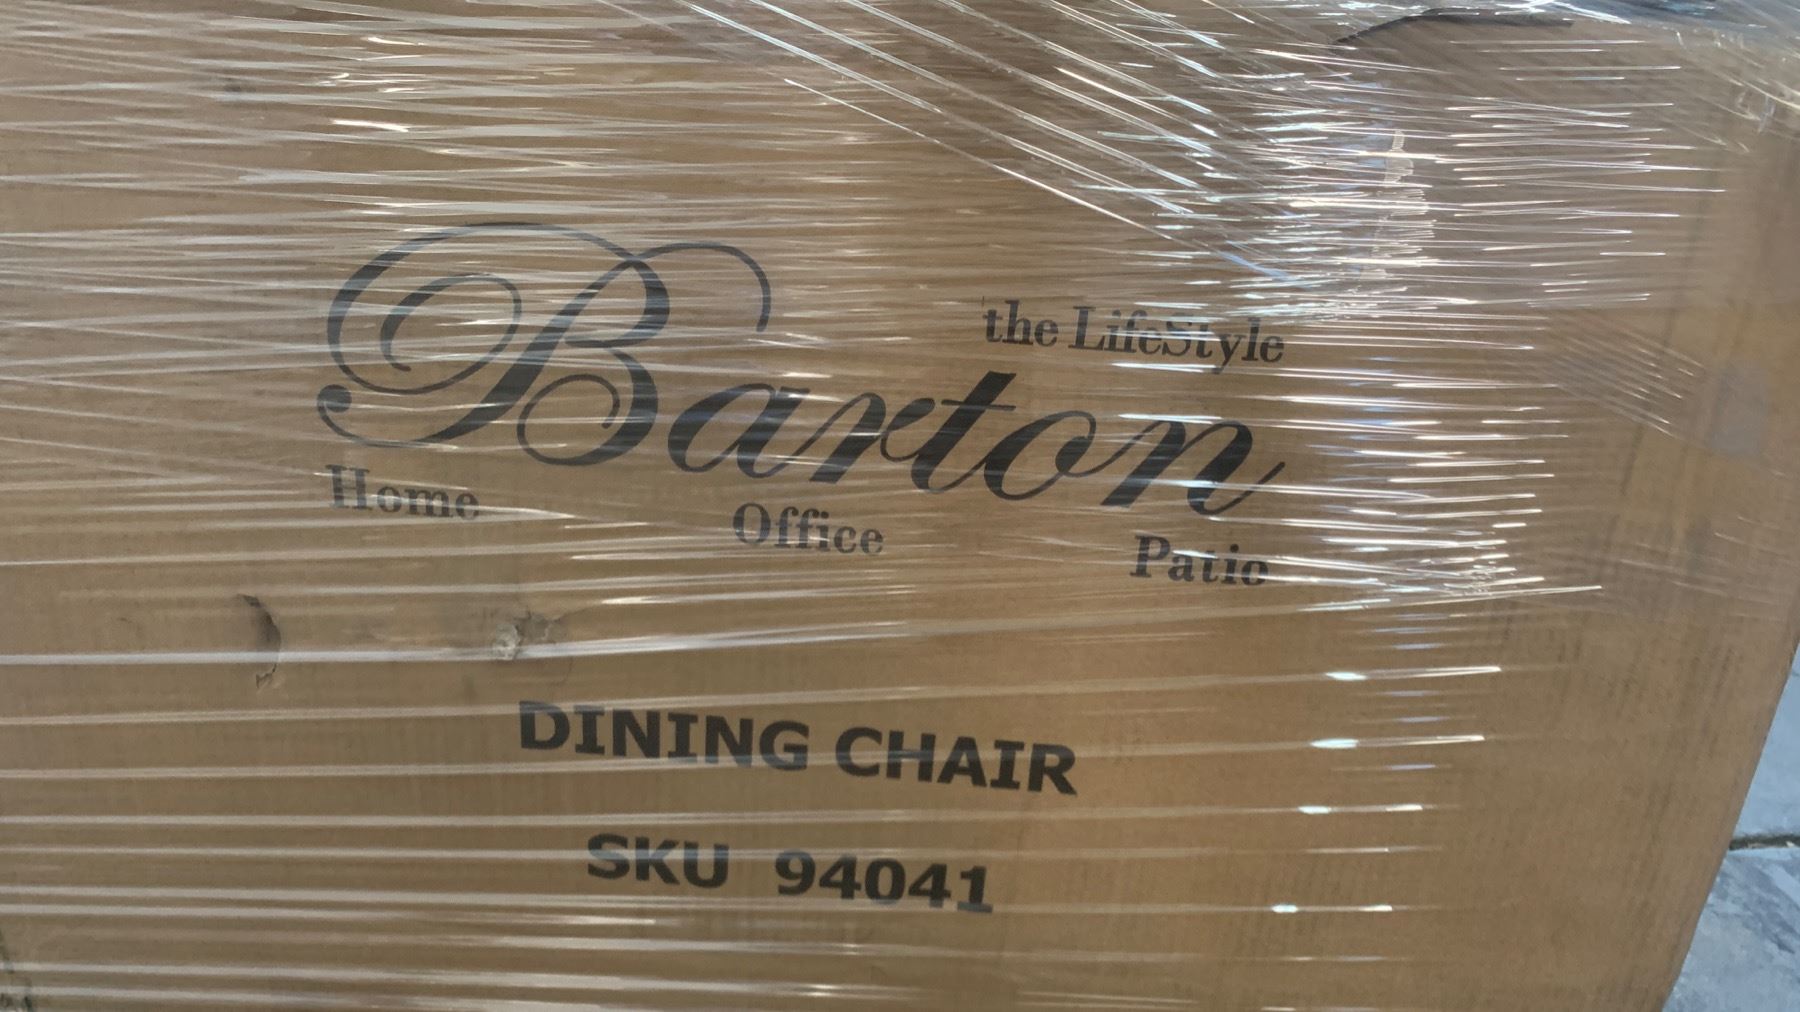 the LifeStyle
Barton
Home Office Patio
DINING CHAIR
SKU 94041